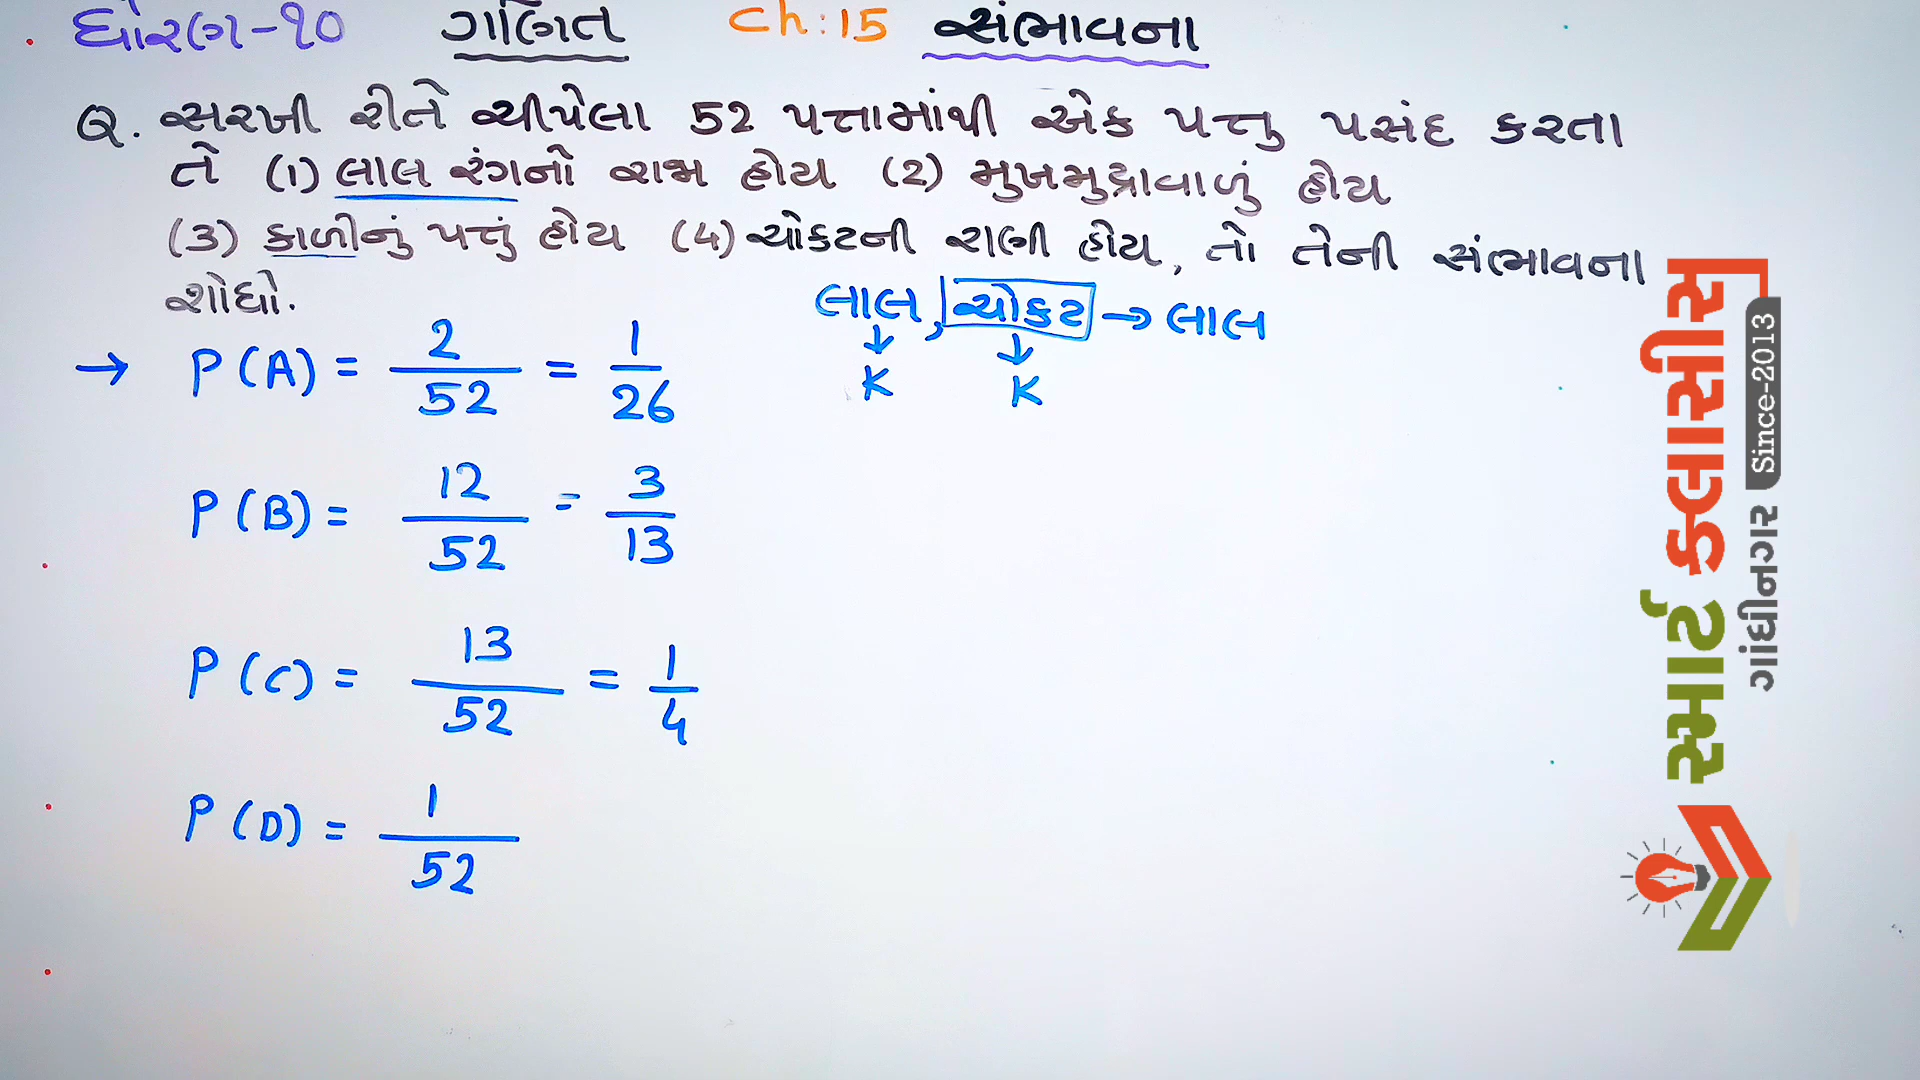 ધોરણ-૧૦ ગણિત Ch:15 સંભાવના
Q. સરખી રીતે ચીપેલા 52 પત્તામાંથી એક પત્તુ પસંદ કરતા
તે (1) લાલ રંગનો રાજા હોય (2) મુખમુદ્રાવાળું હોય
(3) કાળીનું પત્તું હોય (4) ચોકટની રાણી હોય, તો તેની સંભાવના
શોધો.
લાલ, ચોકટ → લાલ
↓ ↓
K K
→ P(A) = 2/52 = 1/26
P(B) = 12/52 = 3/13
P(C) = 13/52 = 1/4
P(D) = 1/52
સ્માર્ટ કલાસીસ
ગાંધીનગર Since-2013